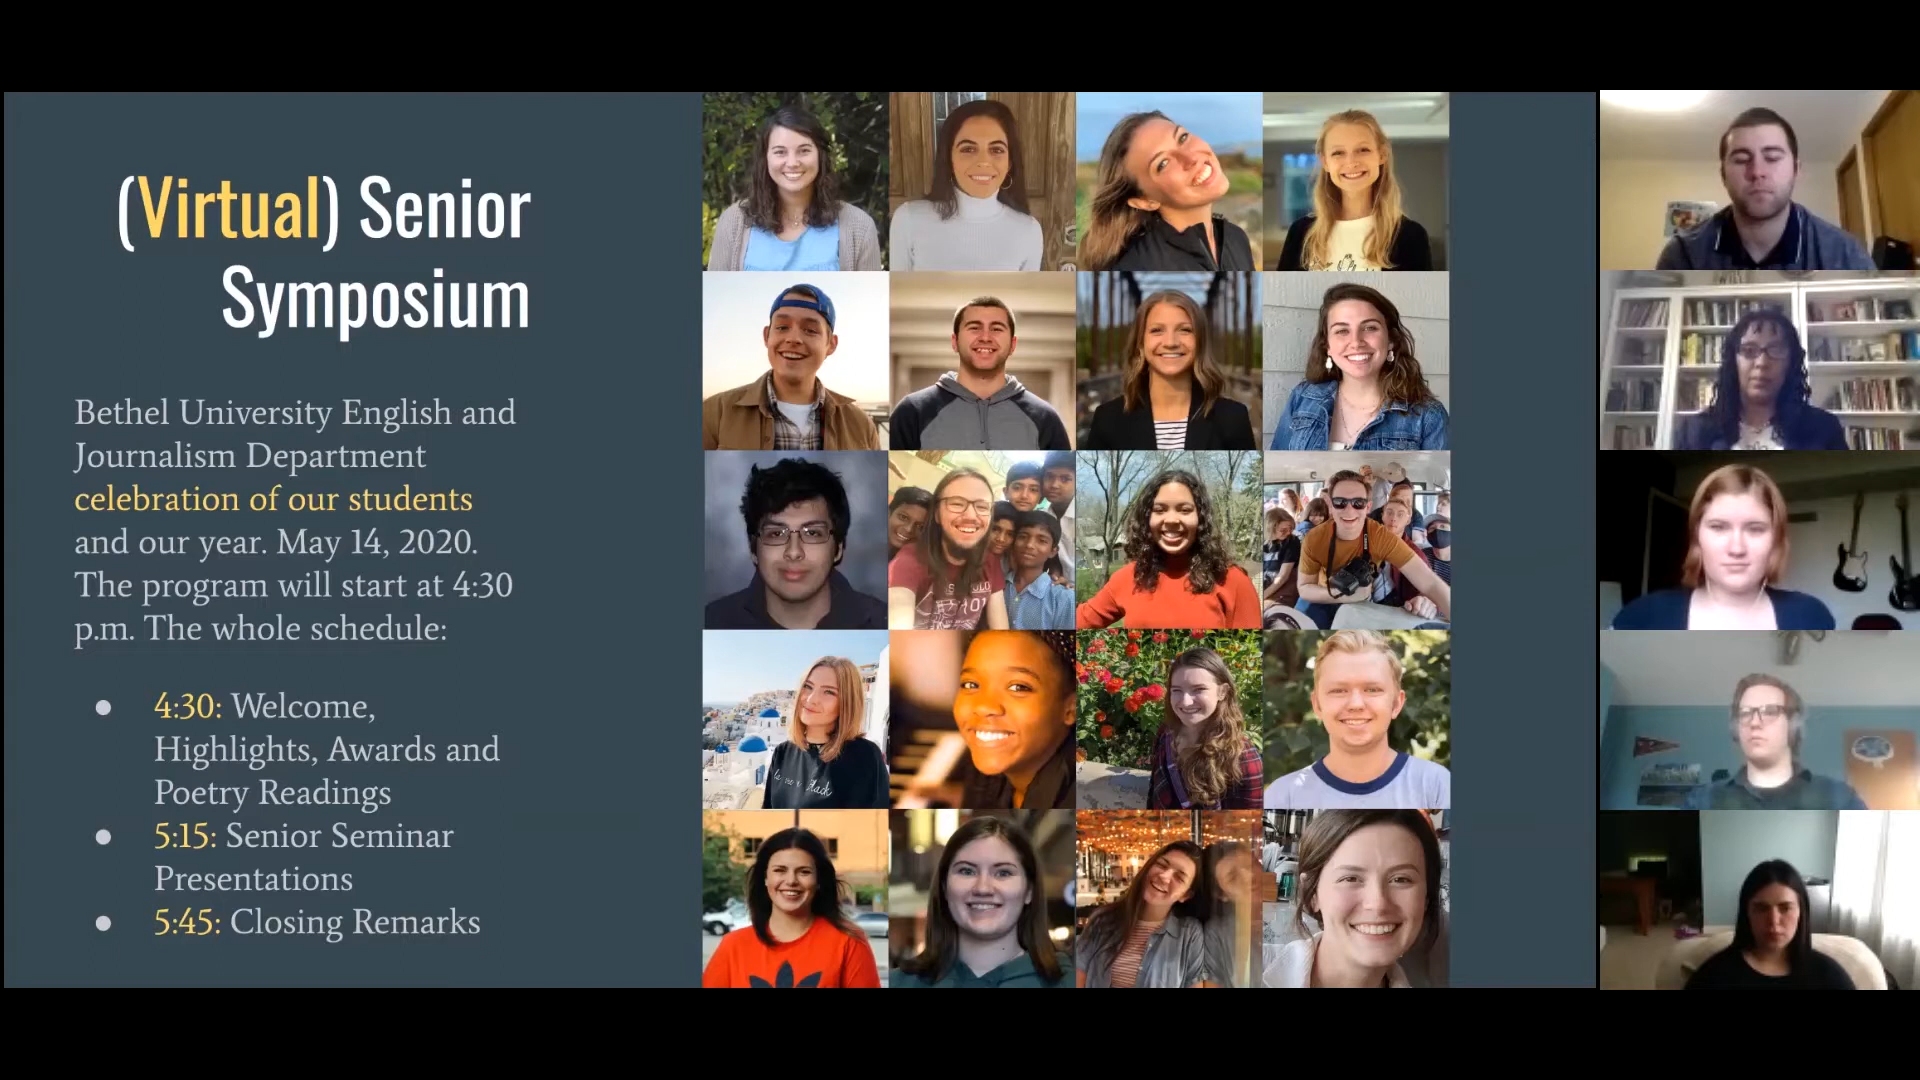 (Virtual) Senior
Symposium
Bethel University English and
Journalism Department
celebration of our students
and our year. May 14, 2020.
The program will start at 4:30
p.m. The whole schedule:
● 4:30: Welcome,
Highlights, Awards and
Poetry Readings
● 5:15: Senior Seminar
Presentations
● 5:45: Closing Remarks